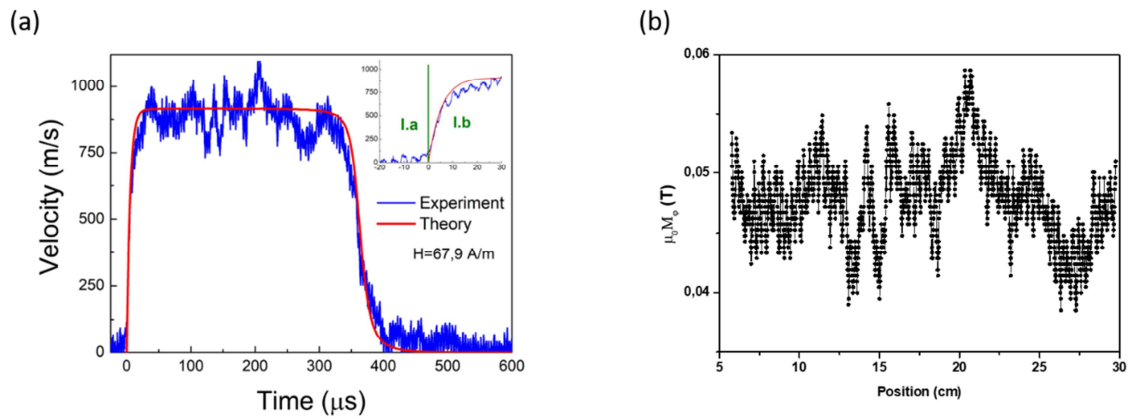 (a)
Velocity (m/s)
1000
750
500
250
0
0 100 200 300 400 500 600
Time (μs)
1000
750
500
250
0
-20 -10 0 10 20 30
I.a
I.b
Experiment
Theory
H=67,9 A/m
(b)
μ₀Mφ (T)
0,06
0,05
0,04
5 10 15 20 25 30
Position (cm)